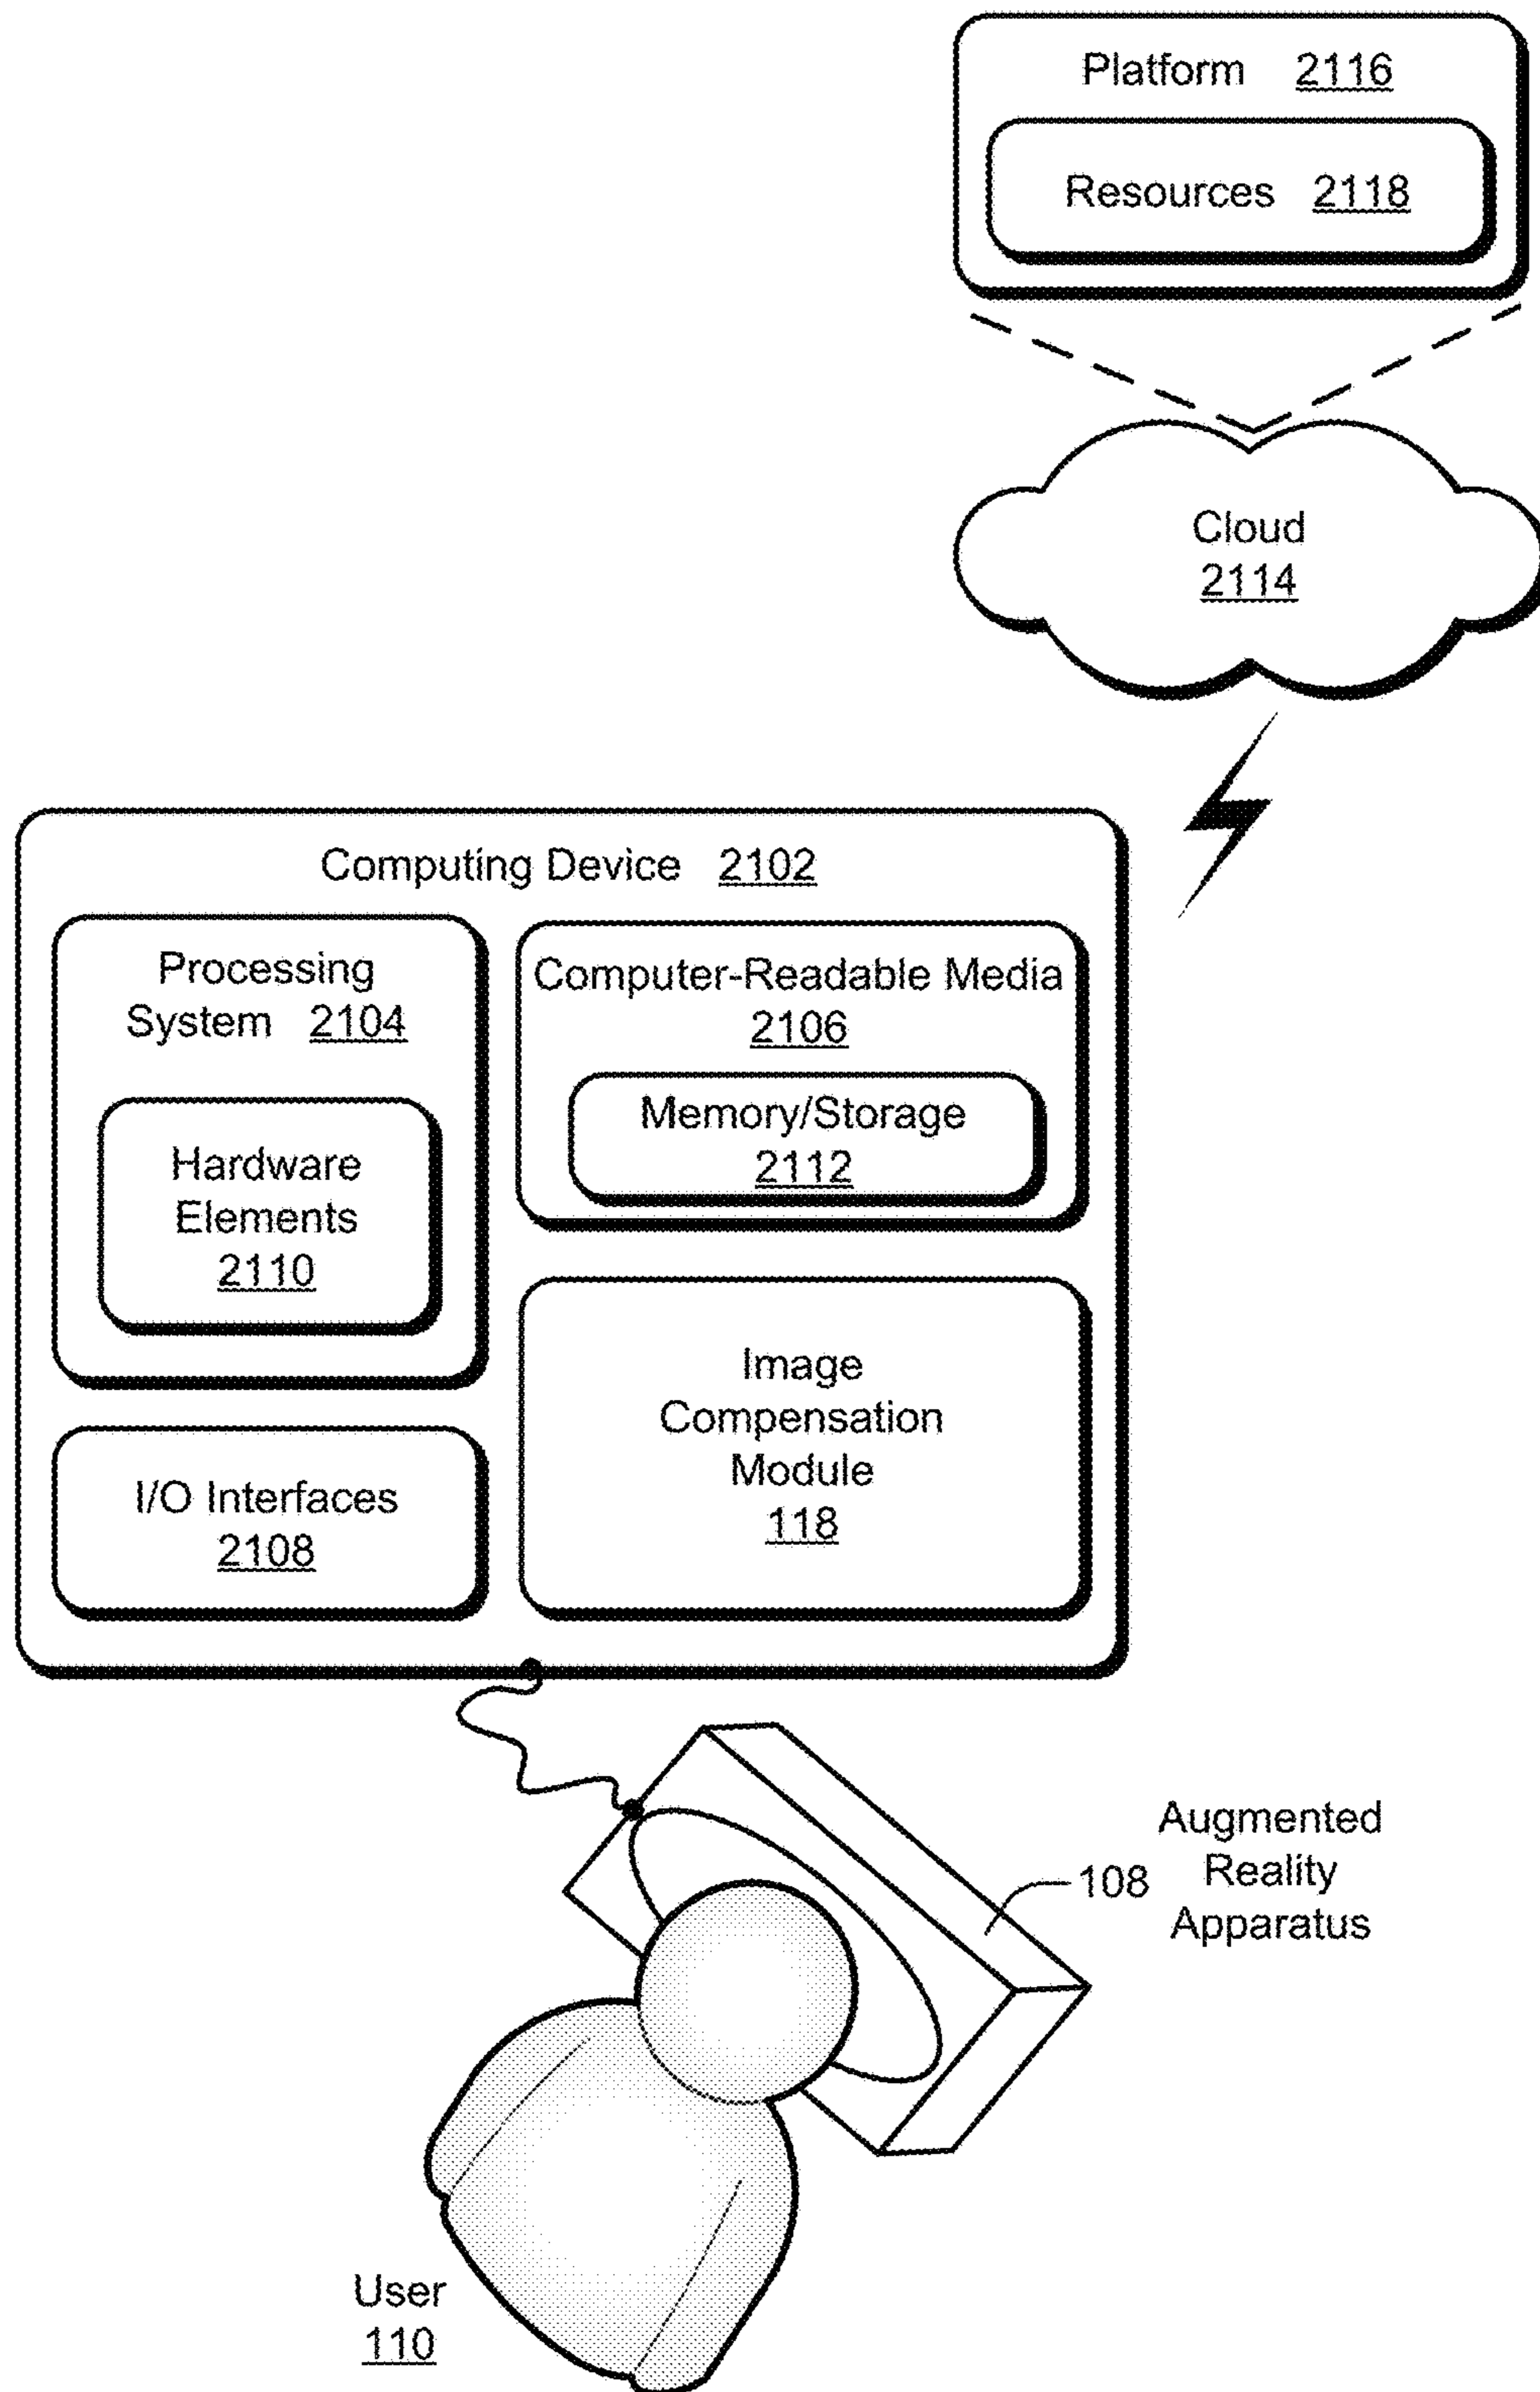 Platform 2116
Resources 2118
Cloud
2114
Computing Device 2102
Processing
System 2104
Hardware
Elements
2110
I/O Interfaces
2108
Computer-Readable Media
2106
Memory/Storage
2112
Image
Compensation
Module
118
108
Augmented
Reality
Apparatus
User
110